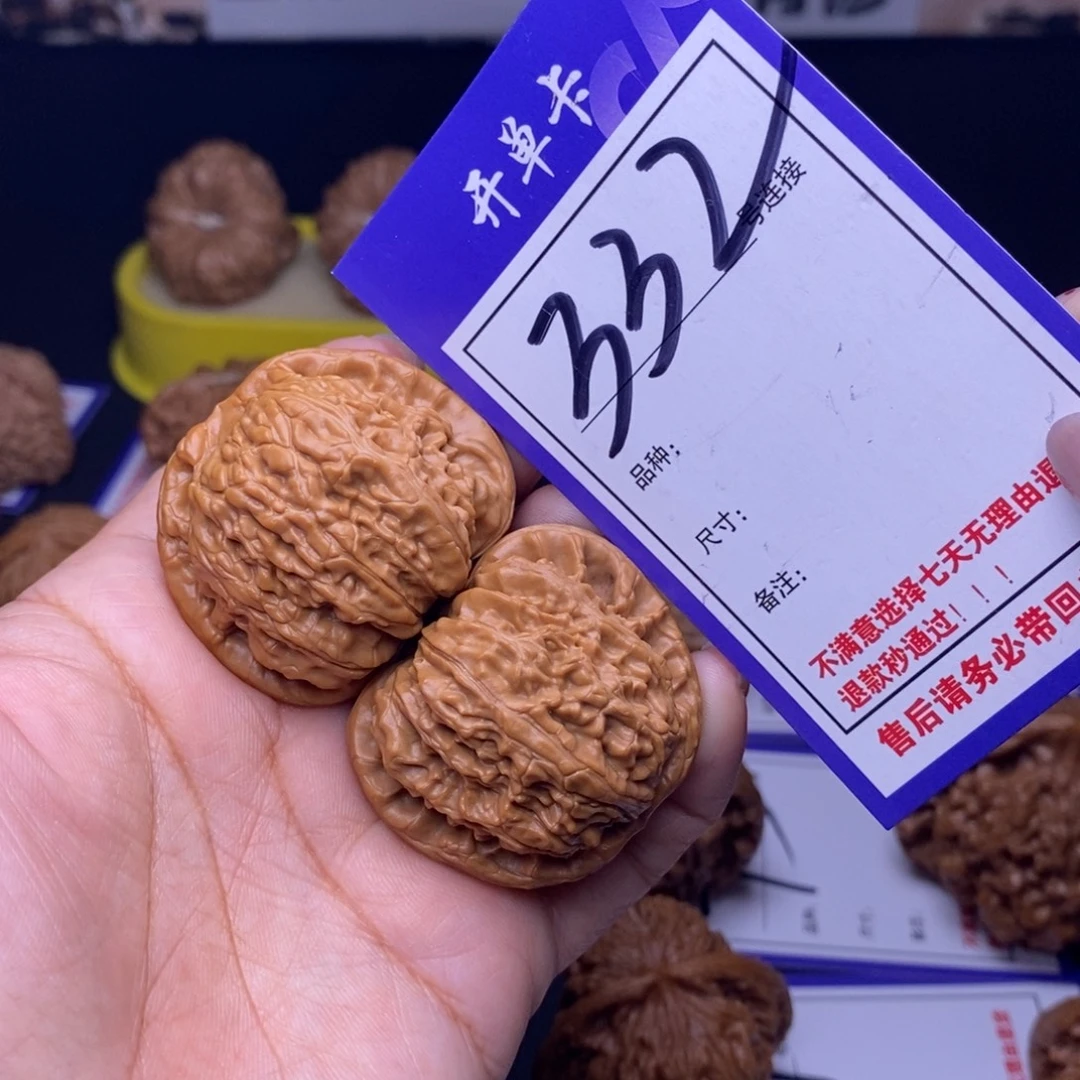 开单卡
332
号连接
品种:
尺寸:
备注:
不满意选择七天无理由退
退款秒通过!!!
售后请务必带回